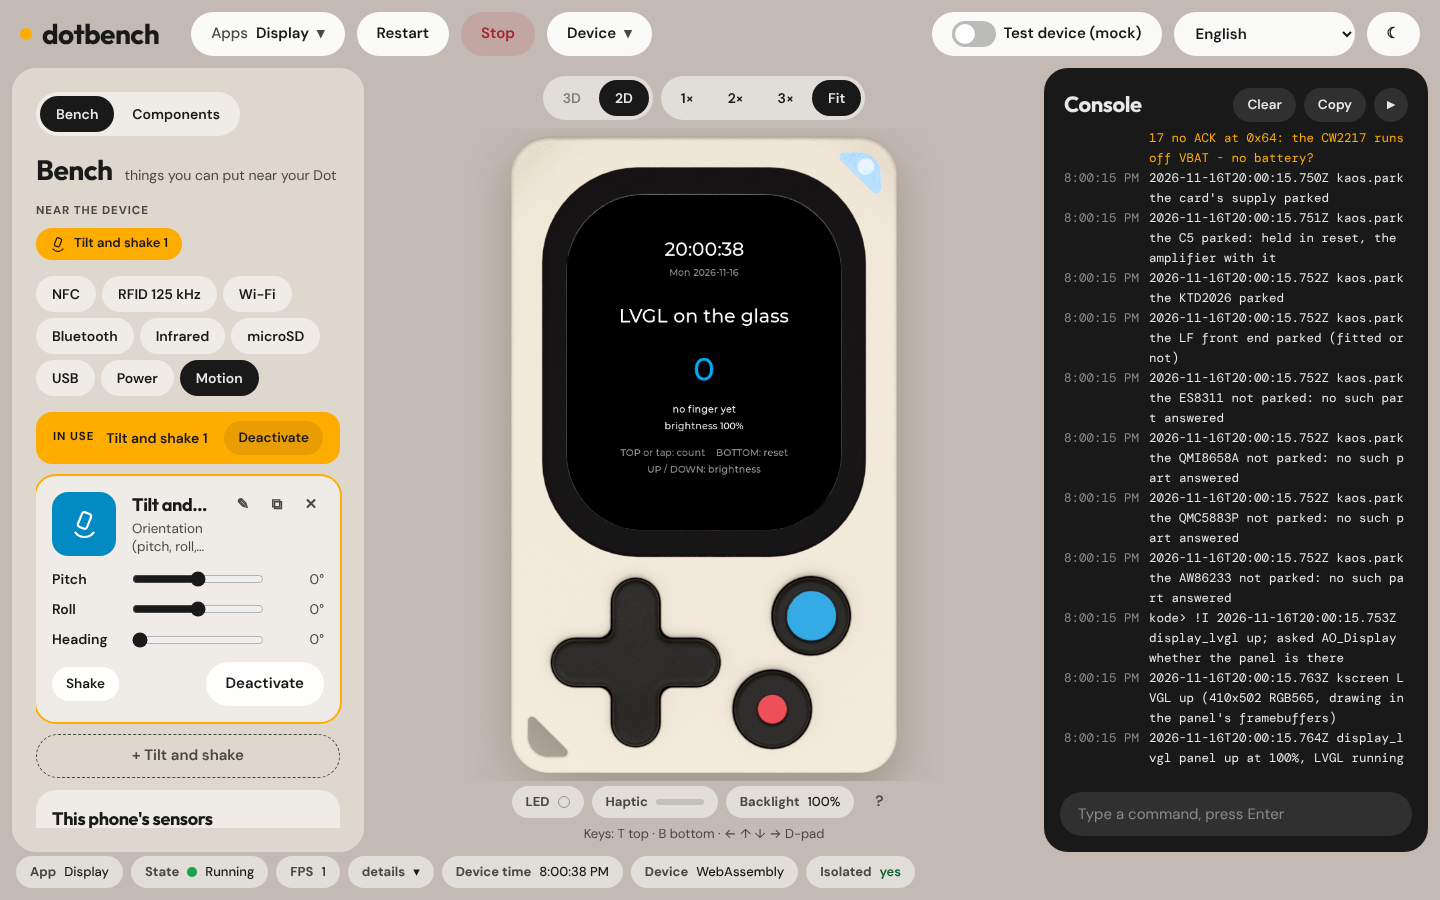 dotbench
Apps Display ▾
Restart
Stop
Device ▾
Test device (mock)
English
Bench
Components
Bench things you can put near your Dot
NEAR THE DEVICE
Tilt and shake 1
NFC
RFID 125 kHz
Wi-Fi
Bluetooth
Infrared
microSD
USB
Power
Motion
IN USE Tilt and shake 1 Deactivate
Tilt and...
Orientation
(pitch, roll,...
Pitch 0°
Roll 0°
Heading 0°
Shake
Deactivate
+ Tilt and shake
This phone's sensors
3D
2D
1×
2×
3×
Fit
20:00:38
Mon 2026-11-16
LVGL on the glass
0
no finger yet
brightness 100%
TOP or tap: count BOTTOM: reset
UP / DOWN: brightness
LED
Haptic
Backlight 100%
?
Keys: T top · B bottom · ← ↑ ↓ → D-pad
Console
Clear
Copy
17 no ACK at 0x64: the CW2217 runs
off VBAT - no battery?
8:00:15 PM 2026-11-16T20:00:15.750Z kaos.park
the card's supply parked
8:00:15 PM 2026-11-16T20:00:15.751Z kaos.park
the C5 parked: held in reset, the
amplifier with it
8:00:15 PM 2026-11-16T20:00:15.752Z kaos.park
the KTD2026 parked
8:00:15 PM 2026-11-16T20:00:15.752Z kaos.park
the LF front end parked (fitted or
not)
8:00:15 PM 2026-11-16T20:00:15.752Z kaos.park
the ES8311 not parked: no such par
t answered
8:00:15 PM 2026-11-16T20:00:15.752Z kaos.park
the QMI8658A not parked: no such p
art answered
8:00:15 PM 2026-11-16T20:00:15.752Z kaos.park
the QMC5883P not parked: no such p
art answered
8:00:15 PM 2026-11-16T20:00:15.752Z kaos.park
the AW86233 not parked: no such pa
rt answered
8:00:15 PM kode> !I 2026-11-16T20:00:15.753Z
display_lvgl up; asked AO_Display
whether the panel is there
8:00:15 PM 2026-11-16T20:00:15.763Z kscreen L
VGL up (410x502 RGB565, drawing in
the panel's framebuffers)
8:00:15 PM 2026-11-16T20:00:15.764Z display_l
vgl panel up at 100%, LVGL running
Type a command, press Enter
App Display
State Running
FPS 1
details ▾
Device time 8:00:38 PM
Device WebAssembly
Isolated yes